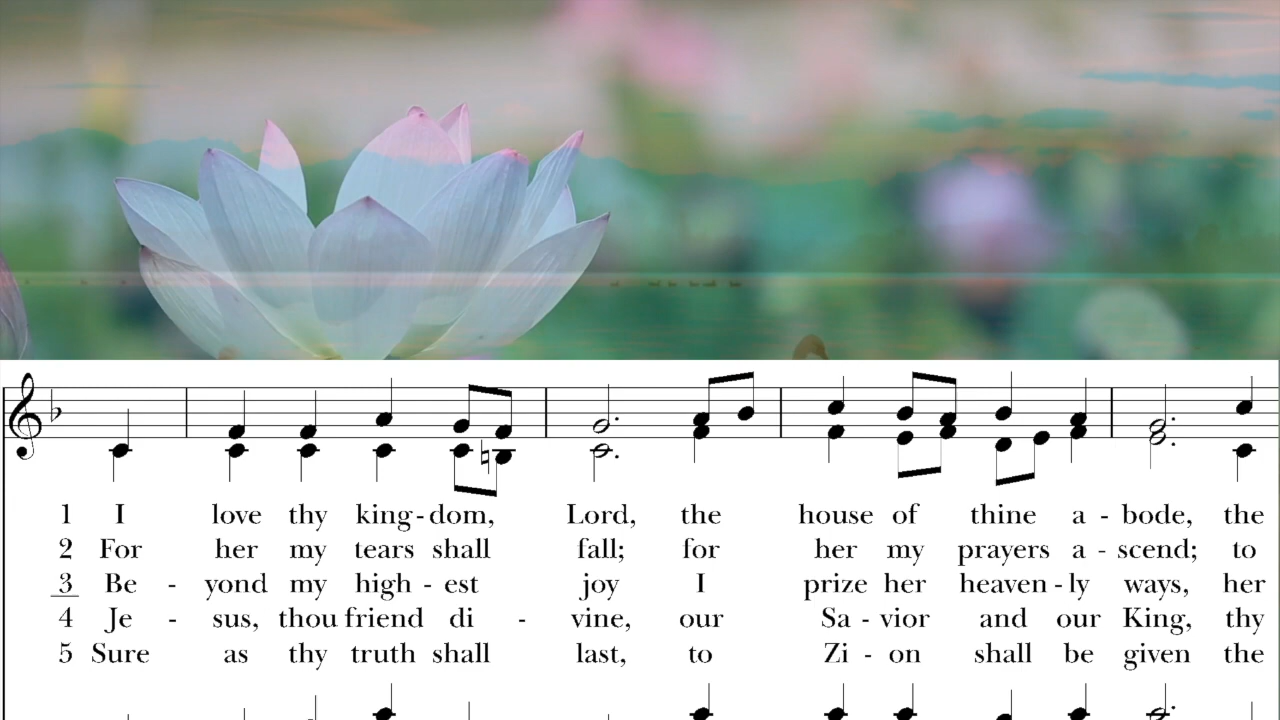 1 I love thy king - dom, Lord, the house of thine a - bode, the
2 For her my tears shall fall; for her my prayers a - scend; to
3 Be - yond my high - est joy I prize her heaven - ly ways, her
4 Je - sus, thou friend di - vine, our Sa - vior and our King, thy
5 Sure as thy truth shall last, to Zi - on shall be given the